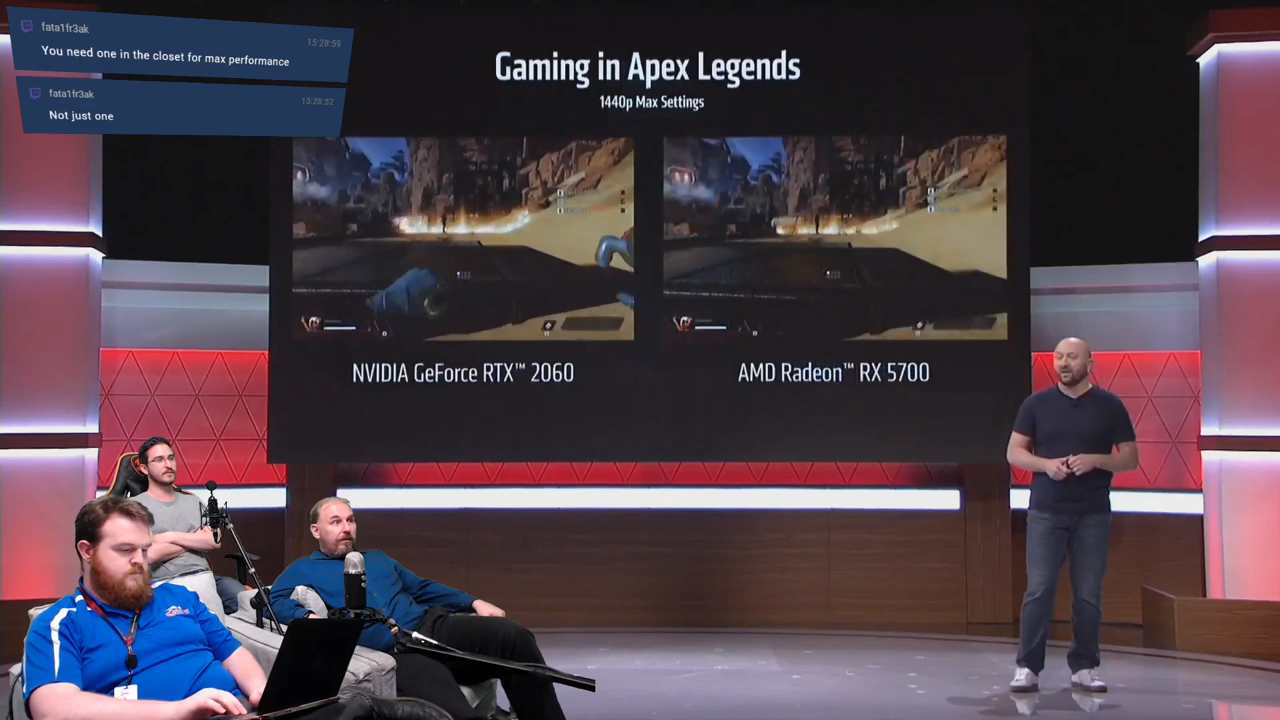 fata1fr3ak
15:28:59
You need one in the closet for max performance
fata1fr3ak
15:28:52
Not just one
Gaming in Apex Legends
1440p Max Settings
NVIDIA GeForce RTX™ 2060
AMD Radeon™ RX 5700